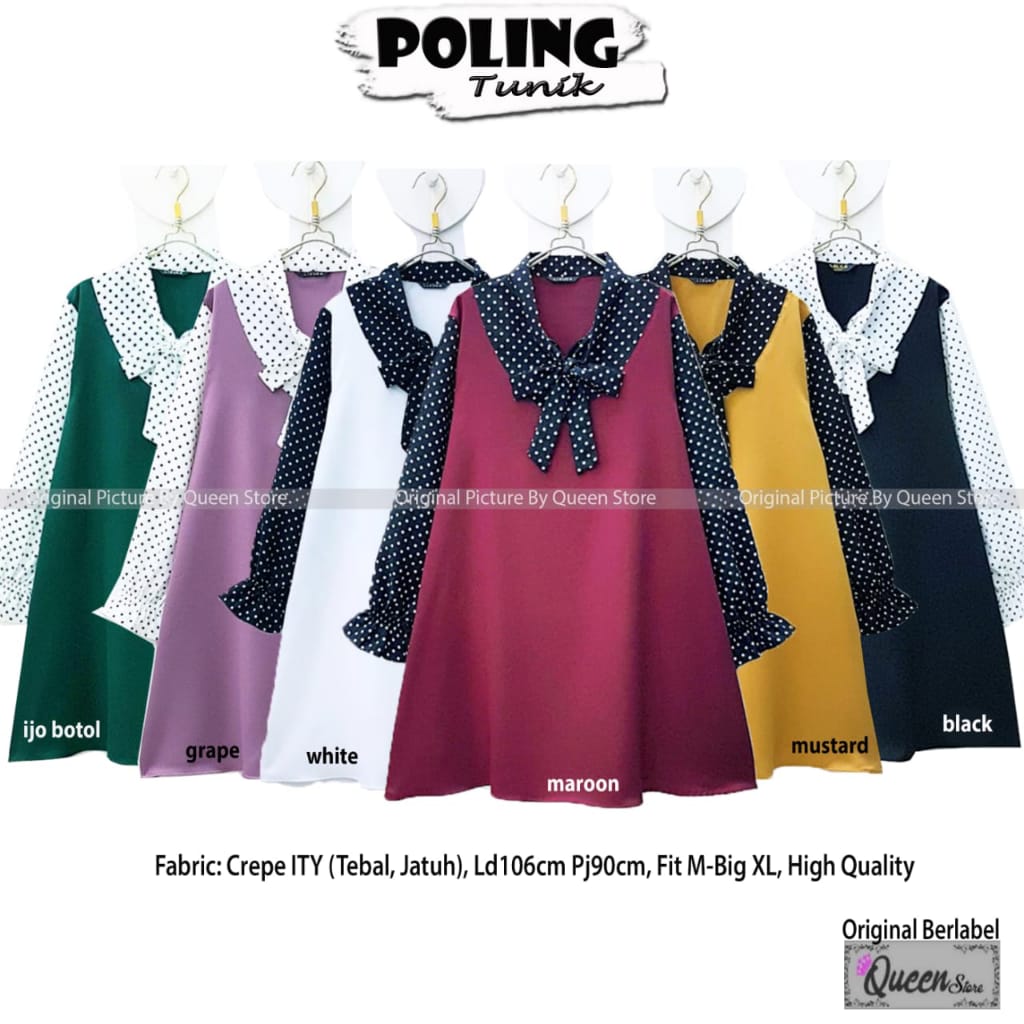 POLING
Tunik
Original Picture By Queen Store Original Picture By Queen Store Original Picture By Queen Store
ijo botol
grape
white
maroon
mustard
black
Fabric: Crepe ITY (Tebal, Jatuh), Ld106cm Pj90cm, Fit M-Big XL, High Quality
Original Berlabel
Queen Store